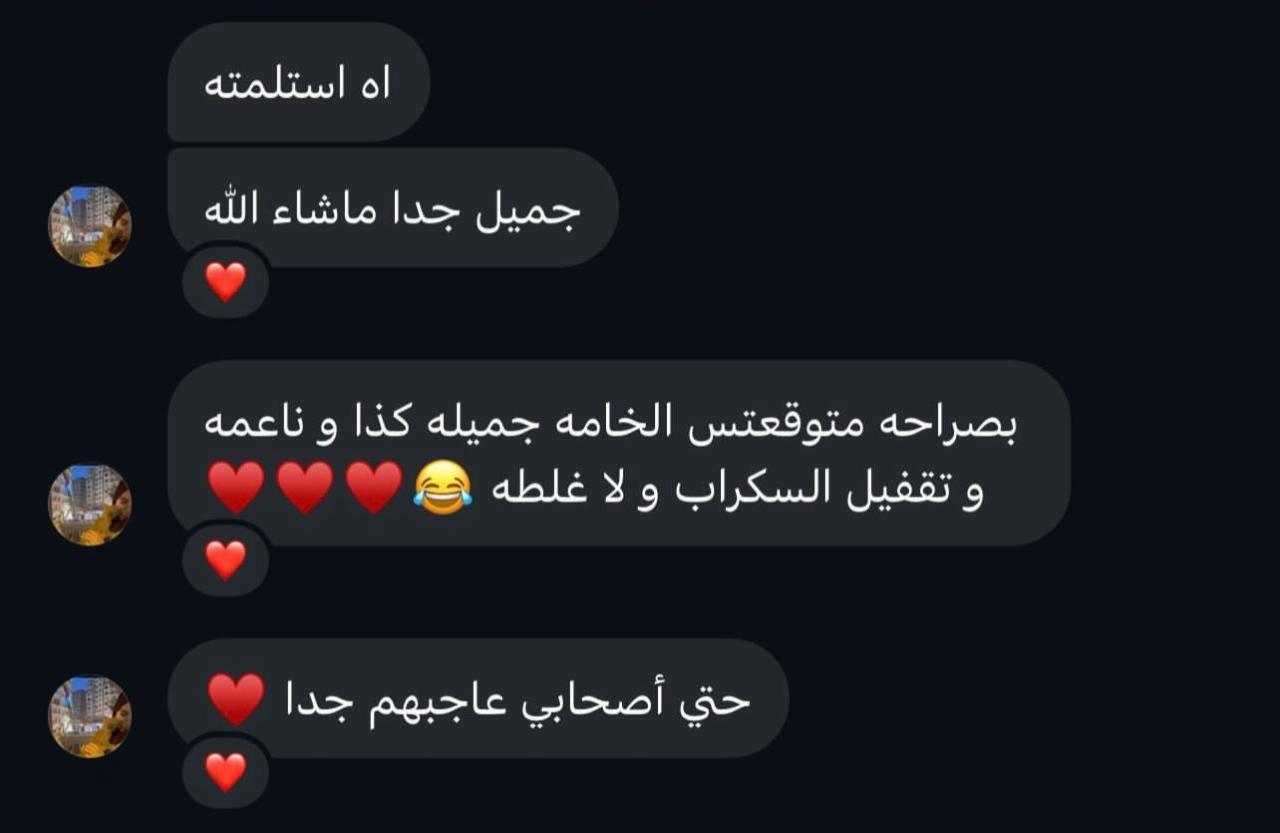 اه استلمته
جميل جدا ماشاء الله
❤️
بصراحه متوقعتس الخامه جميله كذا و ناعمه
و تقفيل السكراب و لا غلطه 😂♥️♥️♥️
❤️
حتي أصحابي عاجبهم جدا ♥️
❤️